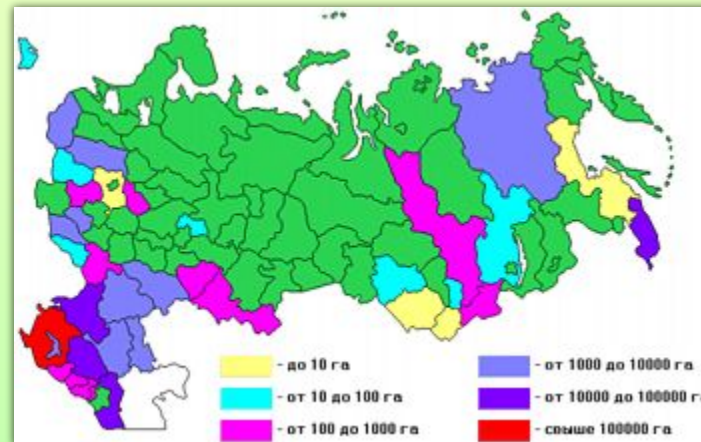 - до 10 га
- от 10 до 100 га
- от 100 до 1000 га
- от 1000 до 10000 га
- от 10000 до 100000 га
- свыше 100000 га